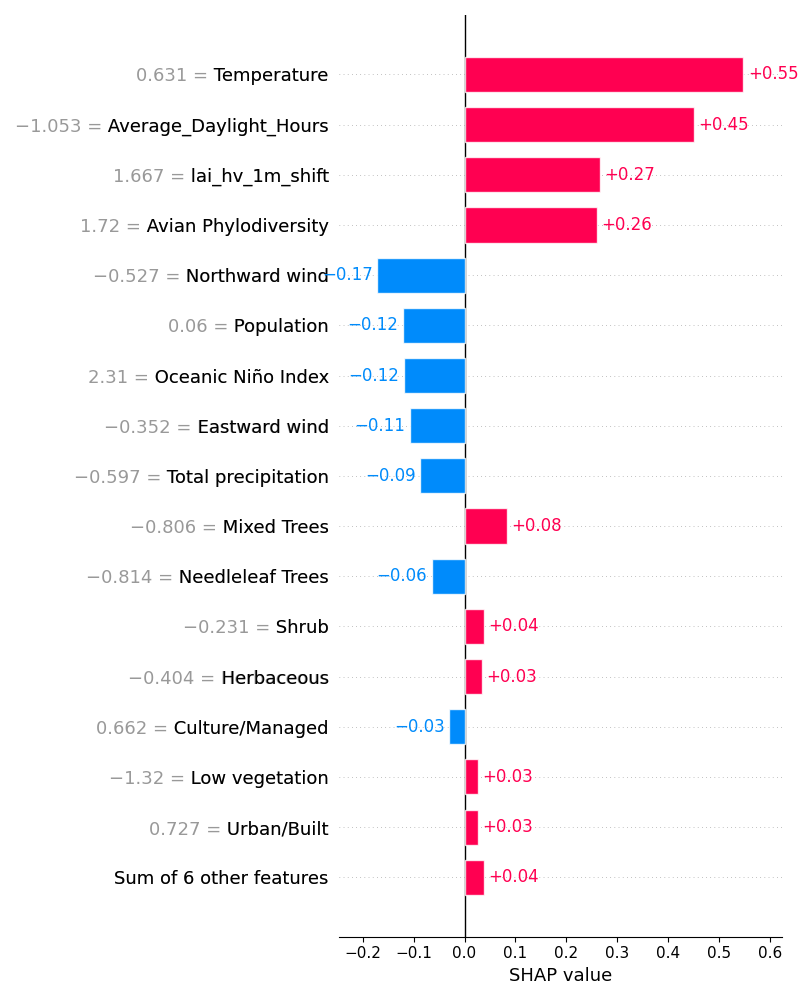 0.631 = Temperature +0.55
−1.053 = Average_Daylight_Hours +0.45
1.667 = lai_hv_1m_shift +0.27
1.72 = Avian Phylodiversity +0.26
−0.527 = Northward wind −0.17
0.06 = Population −0.12
2.31 = Oceanic Niño Index −0.12
−0.352 = Eastward wind −0.11
−0.597 = Total precipitation −0.09
−0.806 = Mixed Trees +0.08
−0.814 = Needleleaf Trees −0.06
−0.231 = Shrub +0.04
−0.404 = Herbaceous +0.03
0.662 = Culture/Managed −0.03
−1.32 = Low vegetation +0.03
0.727 = Urban/Built +0.03
Sum of 6 other features +0.04
−0.2 −0.1 0.0 0.1 0.2 0.3 0.4 0.5 0.6
SHAP value